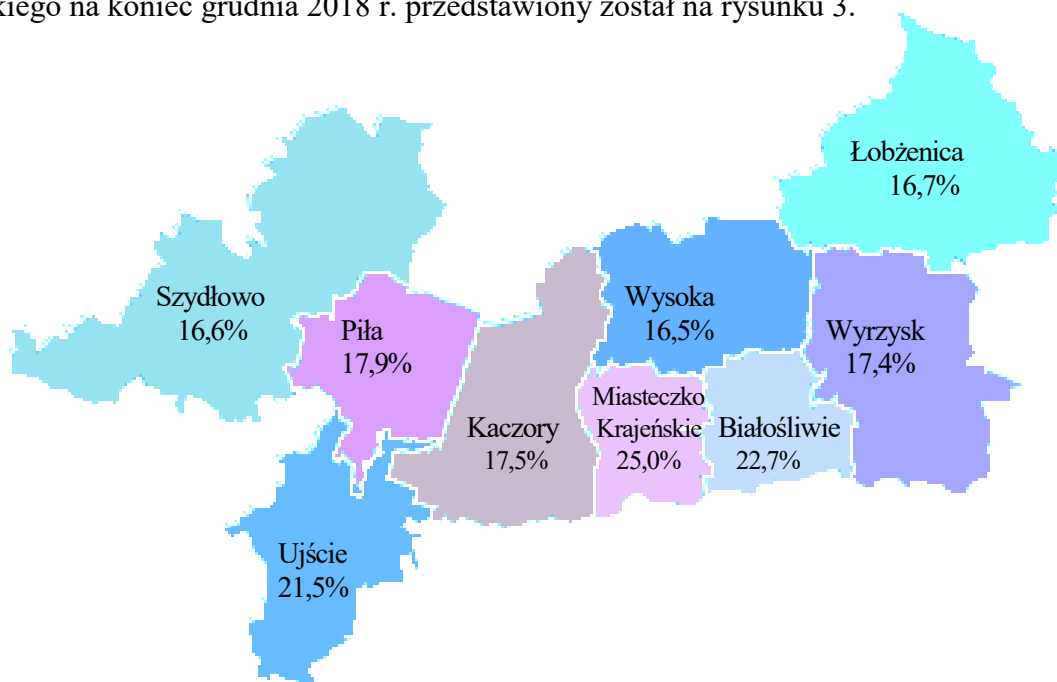 kiego na koniec grudnia 2018 r. przedstawiony został na rysunku 3.
Łobżenica
16,7%
Szydłowo
16,6%
Piła
17,9%
Wysoka
16,5%
Wyrzysk
17,4%
Kaczory
17,5%
Miasteczko
Krajeńskie
25,0%
Białośliwie
22,7%
Ujście
21,5%